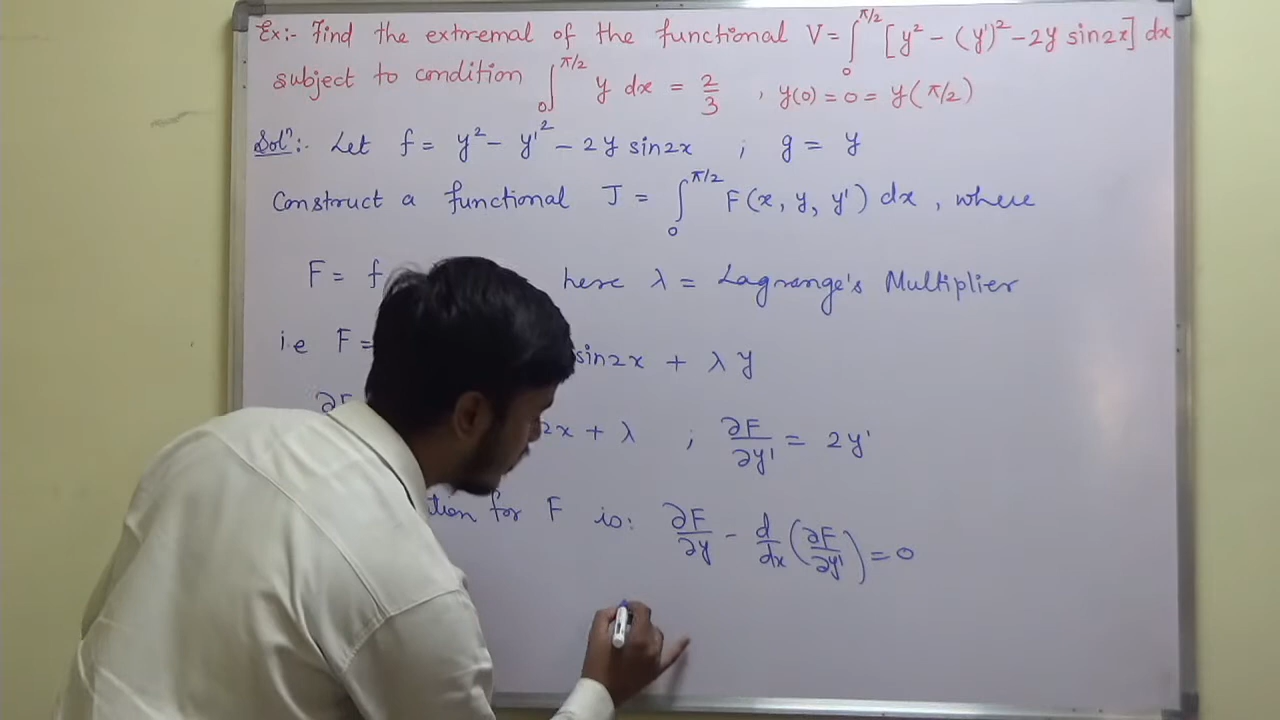 Ex:- Find the extremal of the functional V = ∫₀^{π/2} [y² - (y')² - 2y sin2x] dx
subject to condition ∫₀^{π/2} y dx = 2/3 , y(0) = 0 = y(π/2)
Solⁿ:- Let f = y² - y'² - 2y sin2x ; g = y
Construct a functional J = ∫₀^{π/2} F(x, y, y') dx , where
F = f here λ = Lagrange's Multiplier
i.e F = sin2x + λ y
∂F 2x + λ ; ∂F/∂y' = 2y'
tion for F is: ∂F/∂y - d/dx (∂F/∂y') = 0